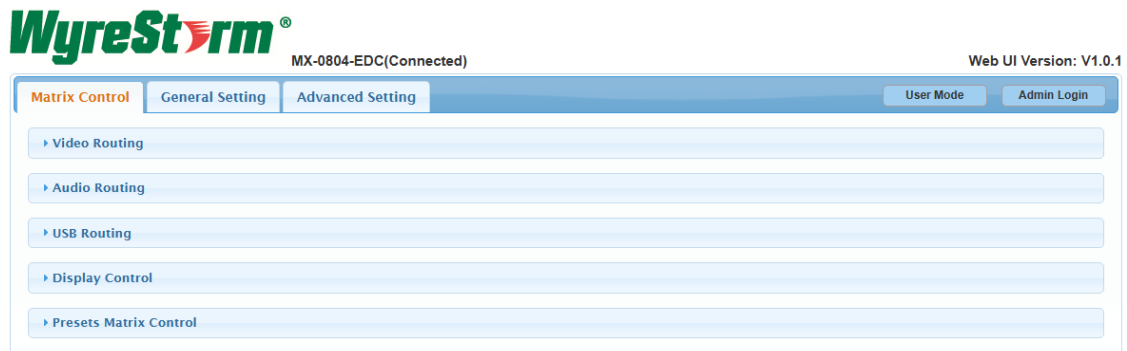 WyreStorm®
MX-0804-EDC(Connected) Web UI Version: V1.0.1
Matrix Control General Setting Advanced Setting User Mode Admin Login
Video Routing
Audio Routing
USB Routing
Display Control
Presets Matrix Control